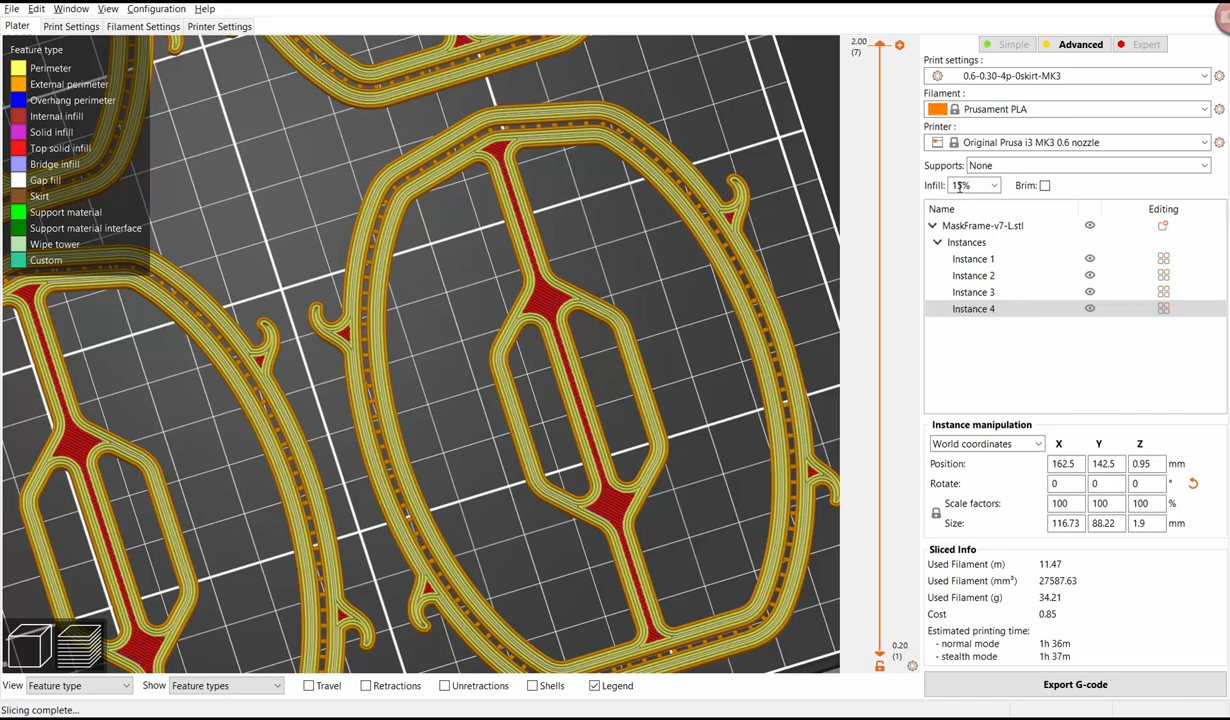 File Edit Window View Configuration Help
Plater Print Settings Filament Settings Printer Settings
Feature type
Perimeter
External perimeter
Overhang perimeter
Internal infill
Solid infill
Top solid infill
Bridge infill
Gap fill
Skirt
Support material
Support material interface
Wipe tower
Custom
2.00
(7)
0.20
(1)
Simple Advanced Expert
Print settings :
0.6-0.30-4p-0skirt-MK3
Filament :
Prusament PLA
Printer :
Original Prusa i3 MK3 0.6 nozzle
Supports: None
Infill: 15% Brim:
Name Editing
MaskFrame-v7-L.stl
Instances
Instance 1
Instance 2
Instance 3
Instance 4
Instance manipulation
World coordinates X Y Z
Position: 162.5 142.5 0.95 mm
Rotate: 0 0 0 °
Scale factors: 100 100 100 %
Size: 116.73 88.22 1.9 mm
Sliced Info
Used Filament (m) 11.47
Used Filament (mm³) 27587.63
Used Filament (g) 34.21
Cost 0.85
Estimated printing time:
- normal mode 1h 36m
- stealth mode 1h 37m
View Feature type Show Feature types Travel Retractions Unretractions Shells Legend
Export G-code
Slicing complete...